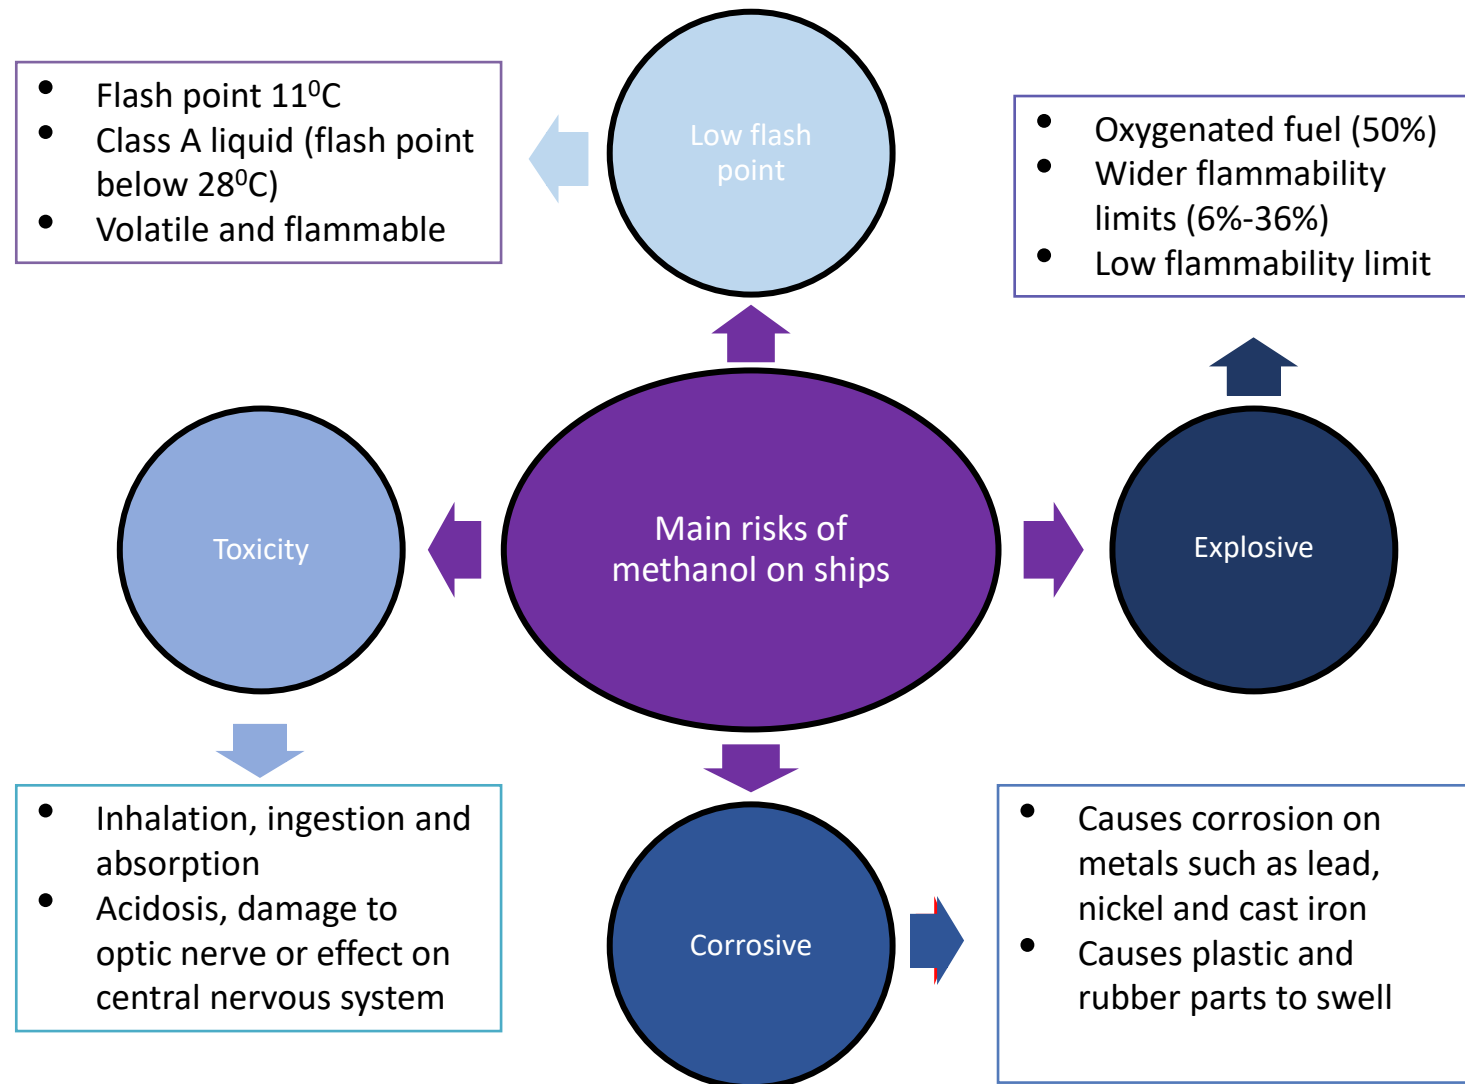 • Flash point 11⁰C
• Class A liquid (flash point
below 28⁰C)
• Volatile and flammable
Low flash
point
• Oxygenated fuel (50%)
• Wider flammability
limits (6%-36%)
• Low flammability limit
Toxicity
Main risks of
methanol on ships
Explosive
• Inhalation, ingestion and
absorption
• Acidosis, damage to
optic nerve or effect on
central nervous system
Corrosive
• Causes corrosion on
metals such as lead,
nickel and cast iron
• Causes plastic and
rubber parts to swell